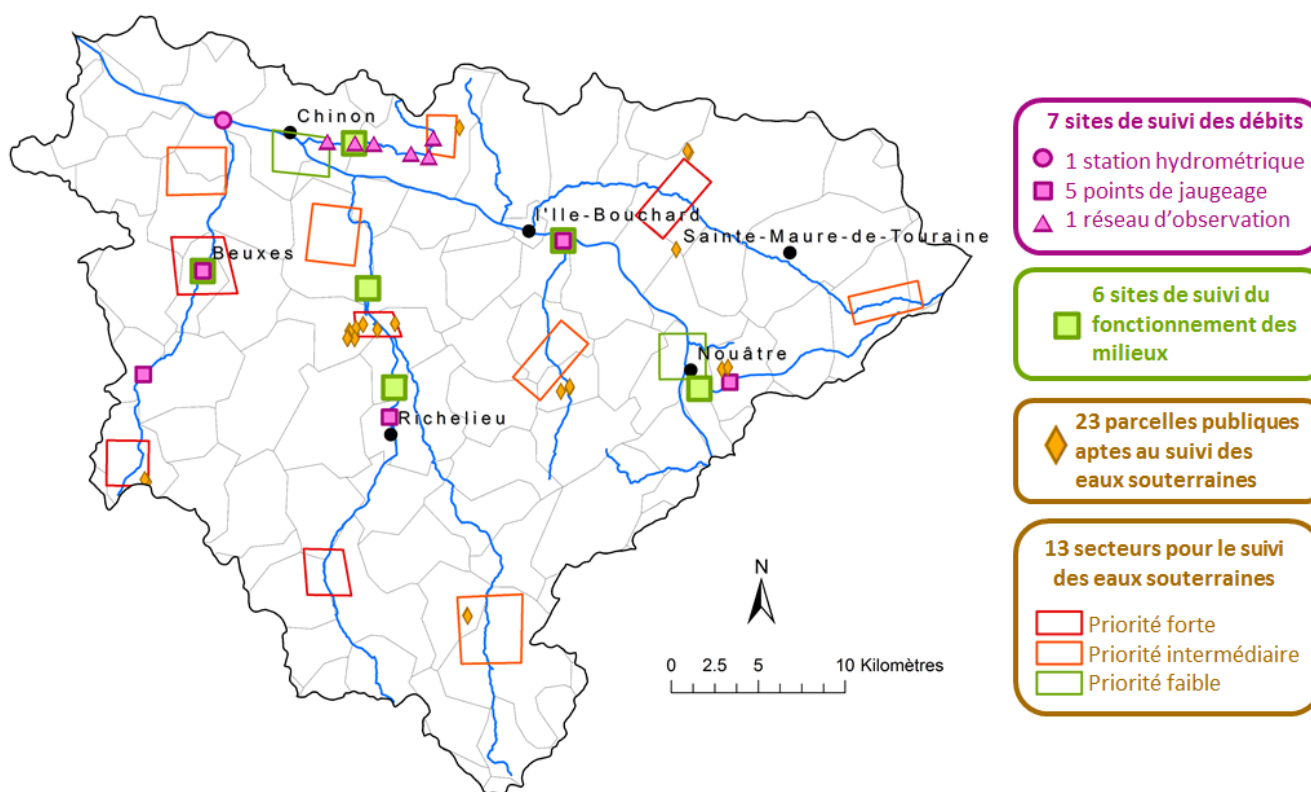 Chinon
l'Ile-Bouchard
Sainte-Maure-de-Touraine
Beuxes
Nouâtre
Richelieu
N
0 2.5 5 10 Kilomètres
7 sites de suivi des débits
1 station hydrométrique
5 points de jaugeage
1 réseau d'observation
6 sites de suivi du
fonctionnement des
milieux
23 parcelles publiques
aptes au suivi des
eaux souterraines
13 secteurs pour le suivi
des eaux souterraines
Priorité forte
Priorité intermédiaire
Priorité faible